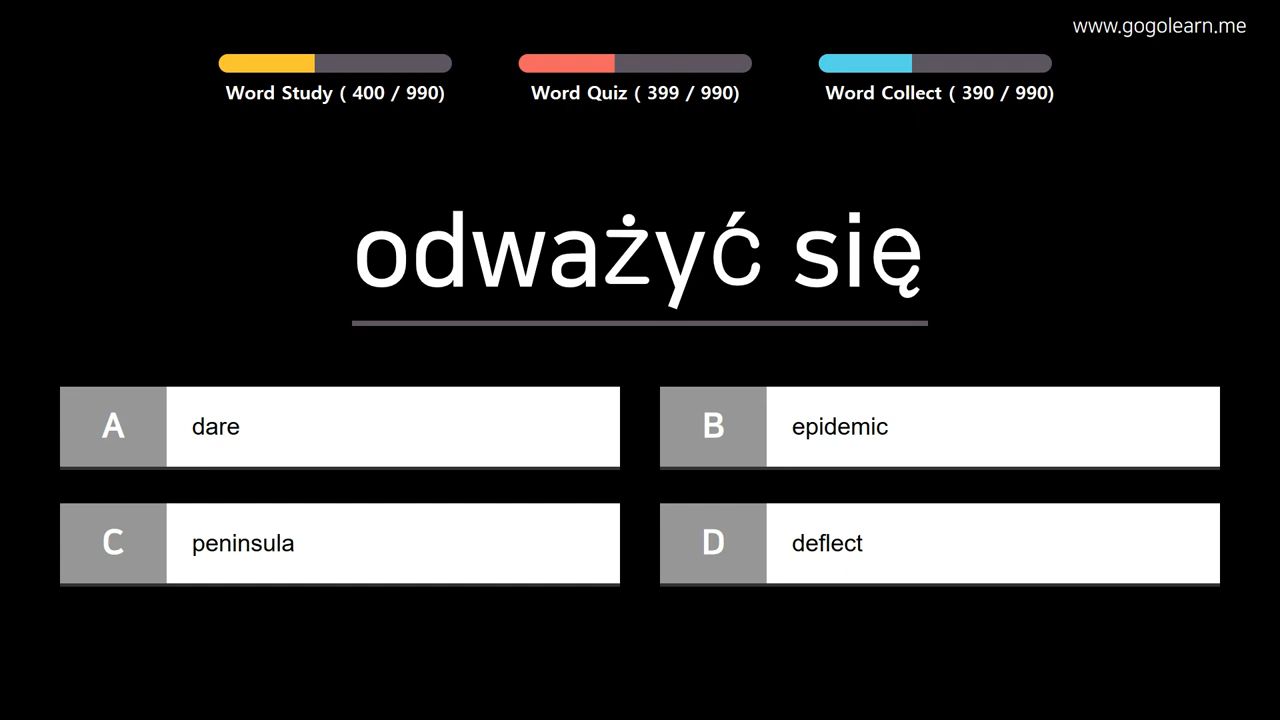 www.gogolearn.me
Word Study ( 400 / 990)
Word Quiz ( 399 / 990)
Word Collect ( 390 / 990)
odważyć się
A dare
B epidemic
C peninsula
D deflect